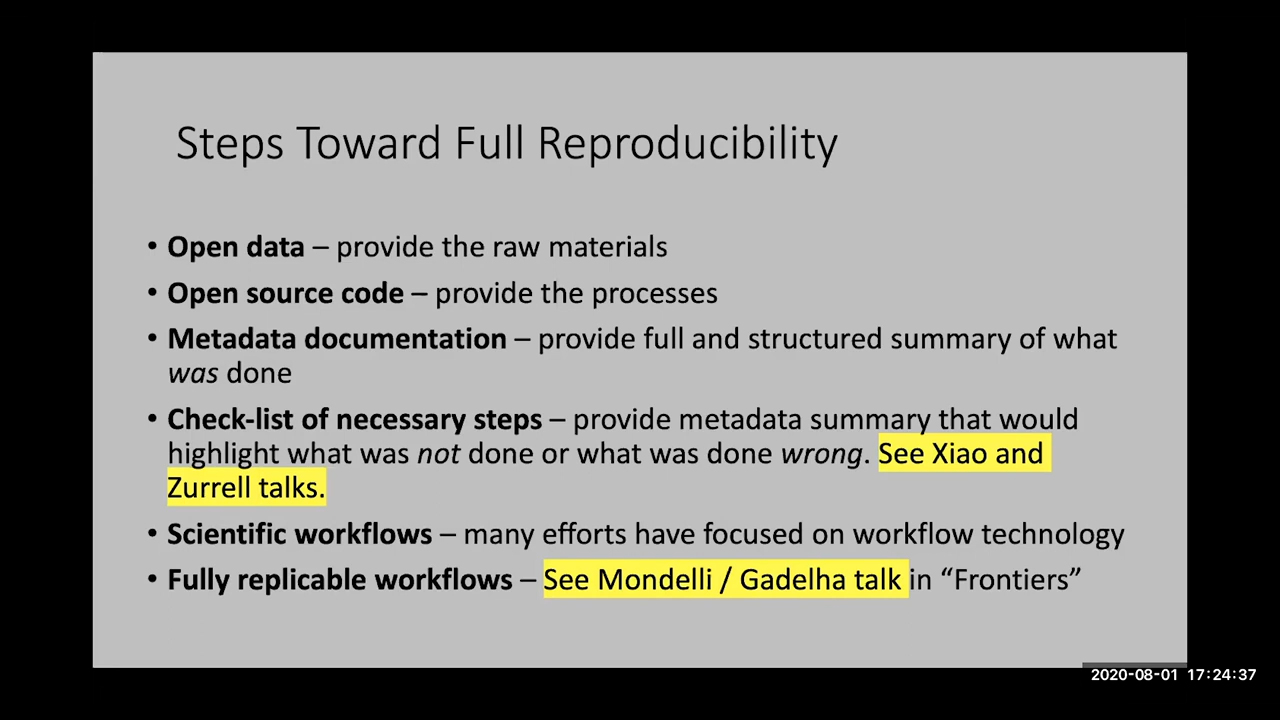 Steps Toward Full Reproducibility
• Open data – provide the raw materials
• Open source code – provide the processes
• Metadata documentation – provide full and structured summary of what
was done
• Check-list of necessary steps – provide metadata summary that would
highlight what was not done or what was done wrong. See Xiao and
Zurrell talks.
• Scientific workflows – many efforts have focused on workflow technology
• Fully replicable workflows – See Mondelli / Gadelha talk in “Frontiers”
2020-08-01 17:24:37